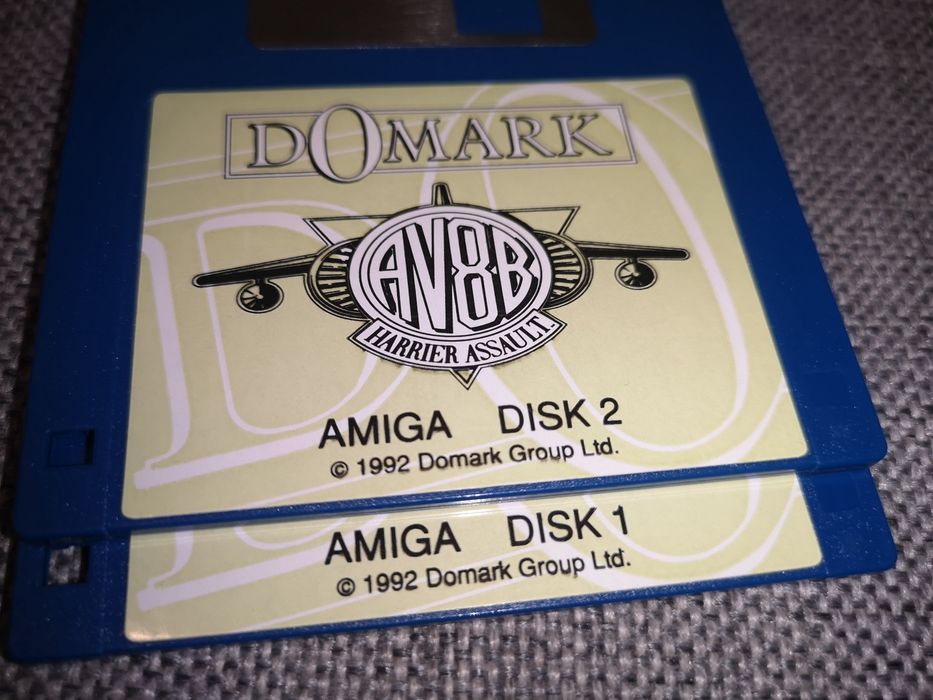 DOMARK
AV8B
HARRIER ASSAULT.
AMIGA DISK 2
© 1992 Domark Group Ltd.
AMIGA DISK 1
© 1992 Domark Group Ltd.